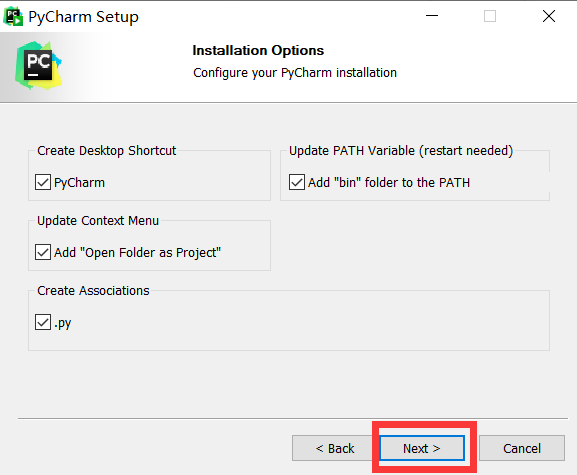 PyCharm Setup
PC
Installation Options
Configure your PyCharm installation
PC
Create Desktop Shortcut
PyCharm
Update PATH Variable (restart needed)
Add "bin" folder to the PATH
Update Context Menu
Add "Open Folder as Project"
Create Associations
.py
< Back
Next >
Cancel